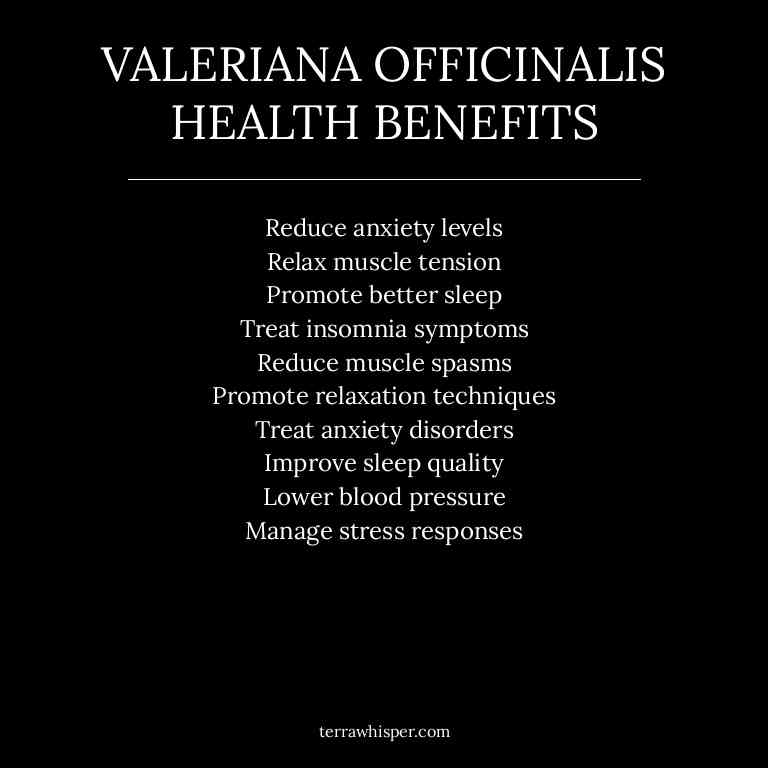 VALERIANA OFFICINALIS
HEALTH BENEFITS
Reduce anxiety levels
Relax muscle tension
Promote better sleep
Treat insomnia symptoms
Reduce muscle spasms
Promote relaxation techniques
Treat anxiety disorders
Improve sleep quality
Lower blood pressure
Manage stress responses
terrawhisper.com